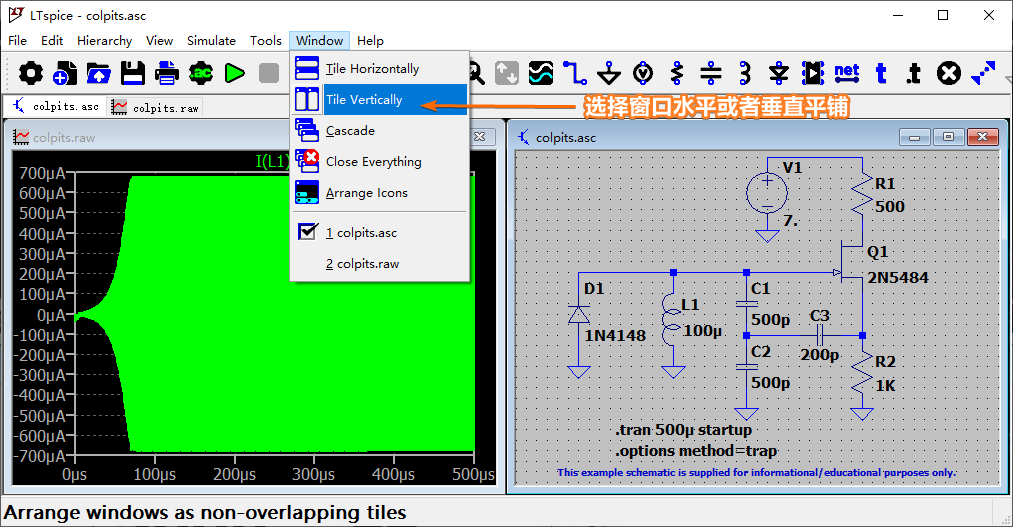 LTspice - colpits.asc
File Edit Hierarchy View Simulate Tools Window Help
.ac
net
t
.t
colpits.asc
colpits.raw
Tile Horizontally
Tile Vertically
Cascade
Close Everything
Arrange Icons
1 colpits.asc
2 colpits.raw
选择窗口水平或者垂直平铺
colpits.raw
I(L1)
700µA
600µA
500µA
400µA
300µA
200µA
100µA
0µA
-100µA
-200µA
-300µA
-400µA
-500µA
-600µA
-700µA
0µs 100µs 200µs 300µs 400µs 500µs
colpits.asc
V1
7.
R1
500
Q1
2N5484
D1
1N4148
L1
100µ
C1
500p
C3
200p
C2
500p
R2
1K
.tran 500µ startup
.options method=trap
This example schematic is supplied for informational/educational purposes only.
Arrange windows as non-overlapping tiles